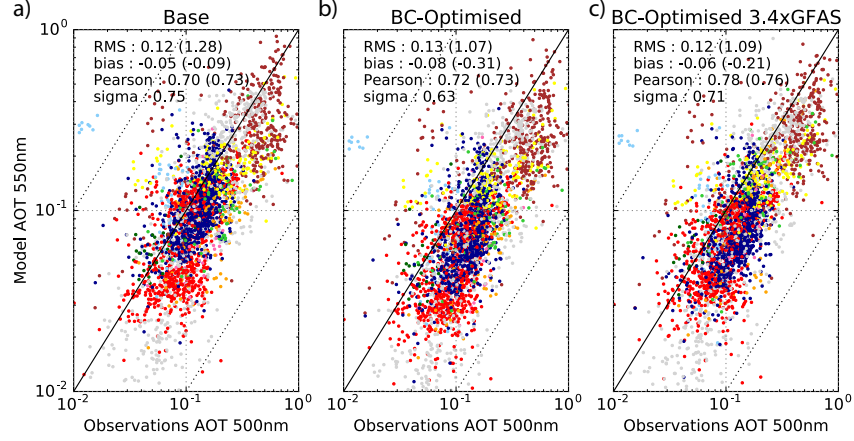 a) Base
RMS : 0.12 (1.28)
bias : -0.05 (-0.09)
Pearson : 0.70 (0.73)
sigma : 0.75
b) BC-Optimised
RMS : 0.13 (1.07)
bias : -0.08 (-0.31)
Pearson : 0.72 (0.73)
sigma : 0.63
c) BC-Optimised 3.4xGFAS
RMS : 0.12 (1.09)
bias : -0.06 (-0.21)
Pearson : 0.78 (0.76)
sigma : 0.71
Model AOT 550nm
10^0
10^-1
10^-2
10^-2 10^-1 10^0
Observations AOT 500nm
10^-2 10^-1 10^0
Observations AOT 500nm
10^-2 10^-1 10^0
Observations AOT 500nm